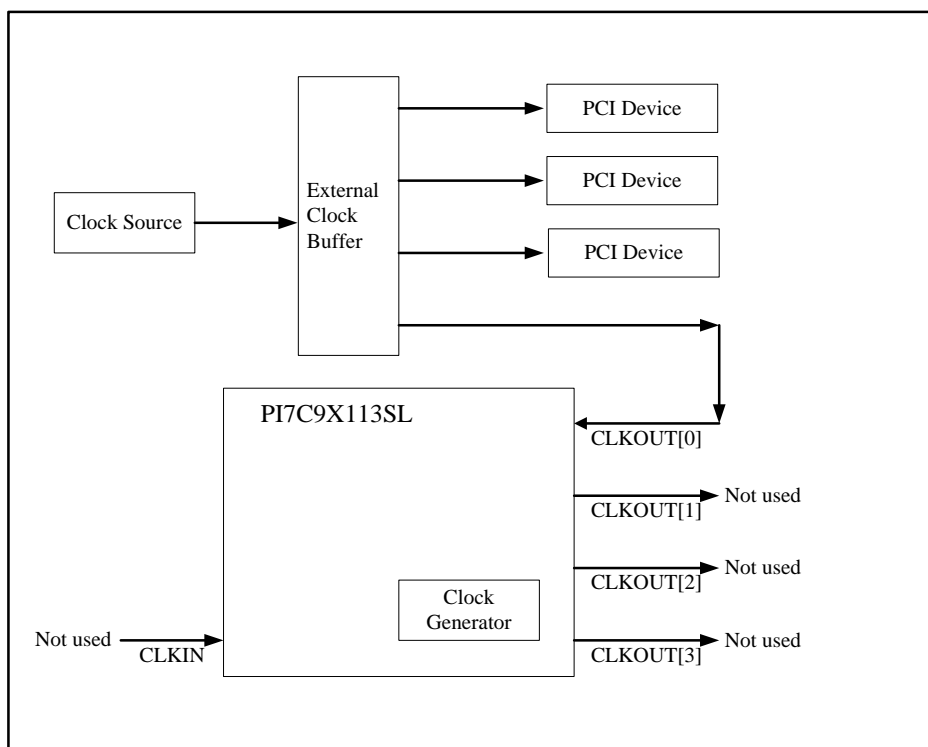 PCI Device
PCI Device
Clock Source
External
Clock
Buffer
PCI Device
PI7C9X113SL
CLKOUT[0]
Not used
CLKOUT[1]
Not used
CLKOUT[2]
Clock
Generator
Not used
CLKIN
Not used
CLKOUT[3]